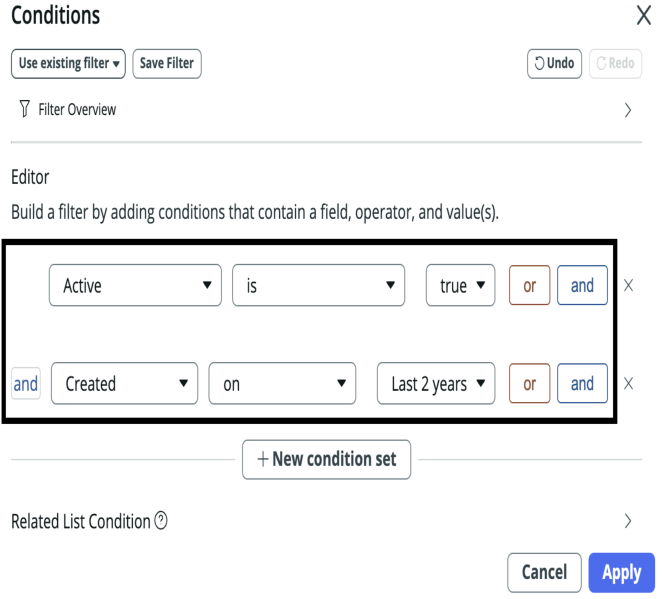 Conditions X
Use existing filter ▾ Save Filter Undo Redo
Filter Overview
Editor
Build a filter by adding conditions that contain a field, operator, and value(s).
Active is true or and
and Created on Last 2 years or and
+ New condition set
Related List Condition ?
Cancel Apply